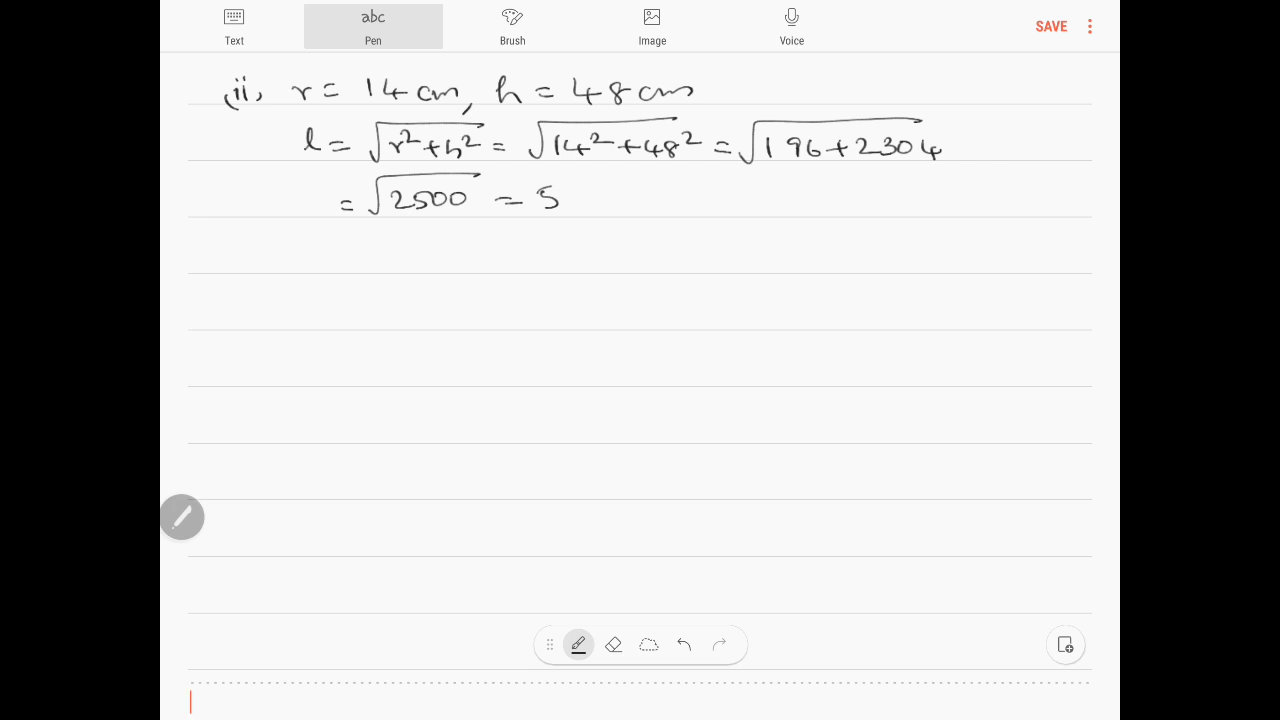 Text Pen Brush Image Voice SAVE
abc
(ii, r = 14 cm, h = 48 cm
l = √r²+h² = √14²+48² = √196+2304
= √2500 = 5